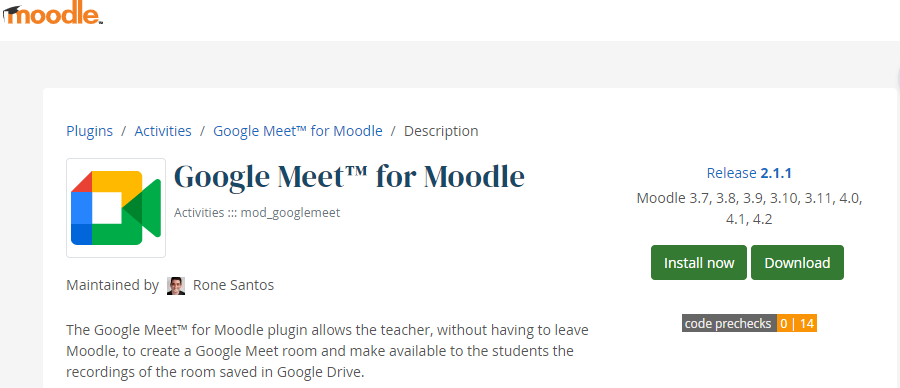 moodle™
Plugins / Activities / Google Meet™ for Moodle / Description
Google Meet™ for Moodle
Activities ::: mod_googlemeet
Release 2.1.1
Moodle 3.7, 3.8, 3.9, 3.10, 3.11, 4.0,
4.1, 4.2
Install now
Download
Maintained by Rone Santos
code prechecks 0 | 14
The Google Meet™ for Moodle plugin allows the teacher, without having to leave
Moodle, to create a Google Meet room and make available to the students the
recordings of the room saved in Google Drive.